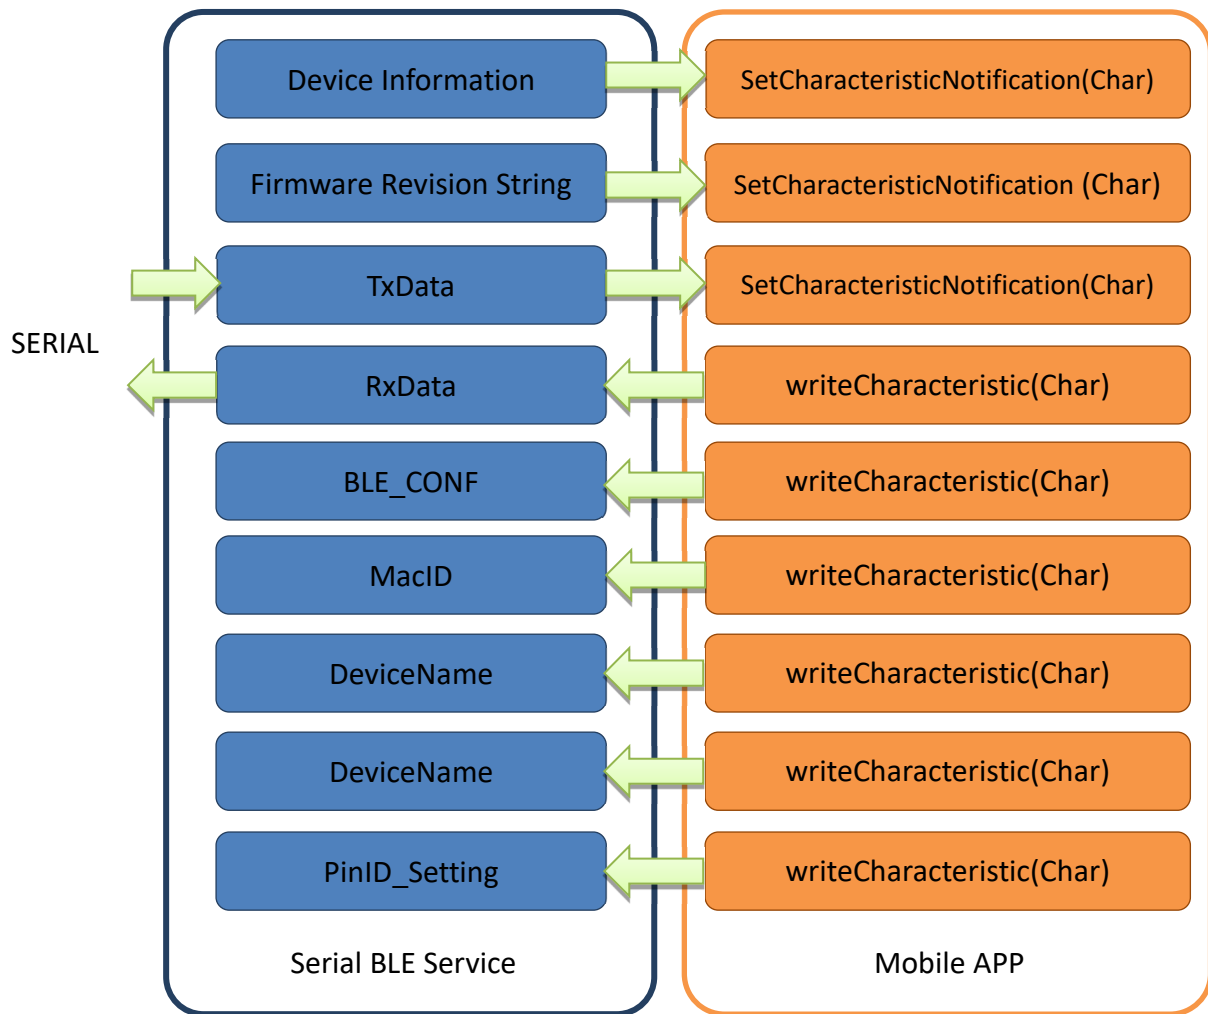 Device Information
SetCharacteristicNotification(Char)
Firmware Revision String
SetCharacteristicNotification (Char)
TxData
SetCharacteristicNotification(Char)
SERIAL
RxData
writeCharacteristic(Char)
BLE_CONF
writeCharacteristic(Char)
MacID
writeCharacteristic(Char)
DeviceName
writeCharacteristic(Char)
DeviceName
writeCharacteristic(Char)
PinID_Setting
writeCharacteristic(Char)
Serial BLE Service
Mobile APP